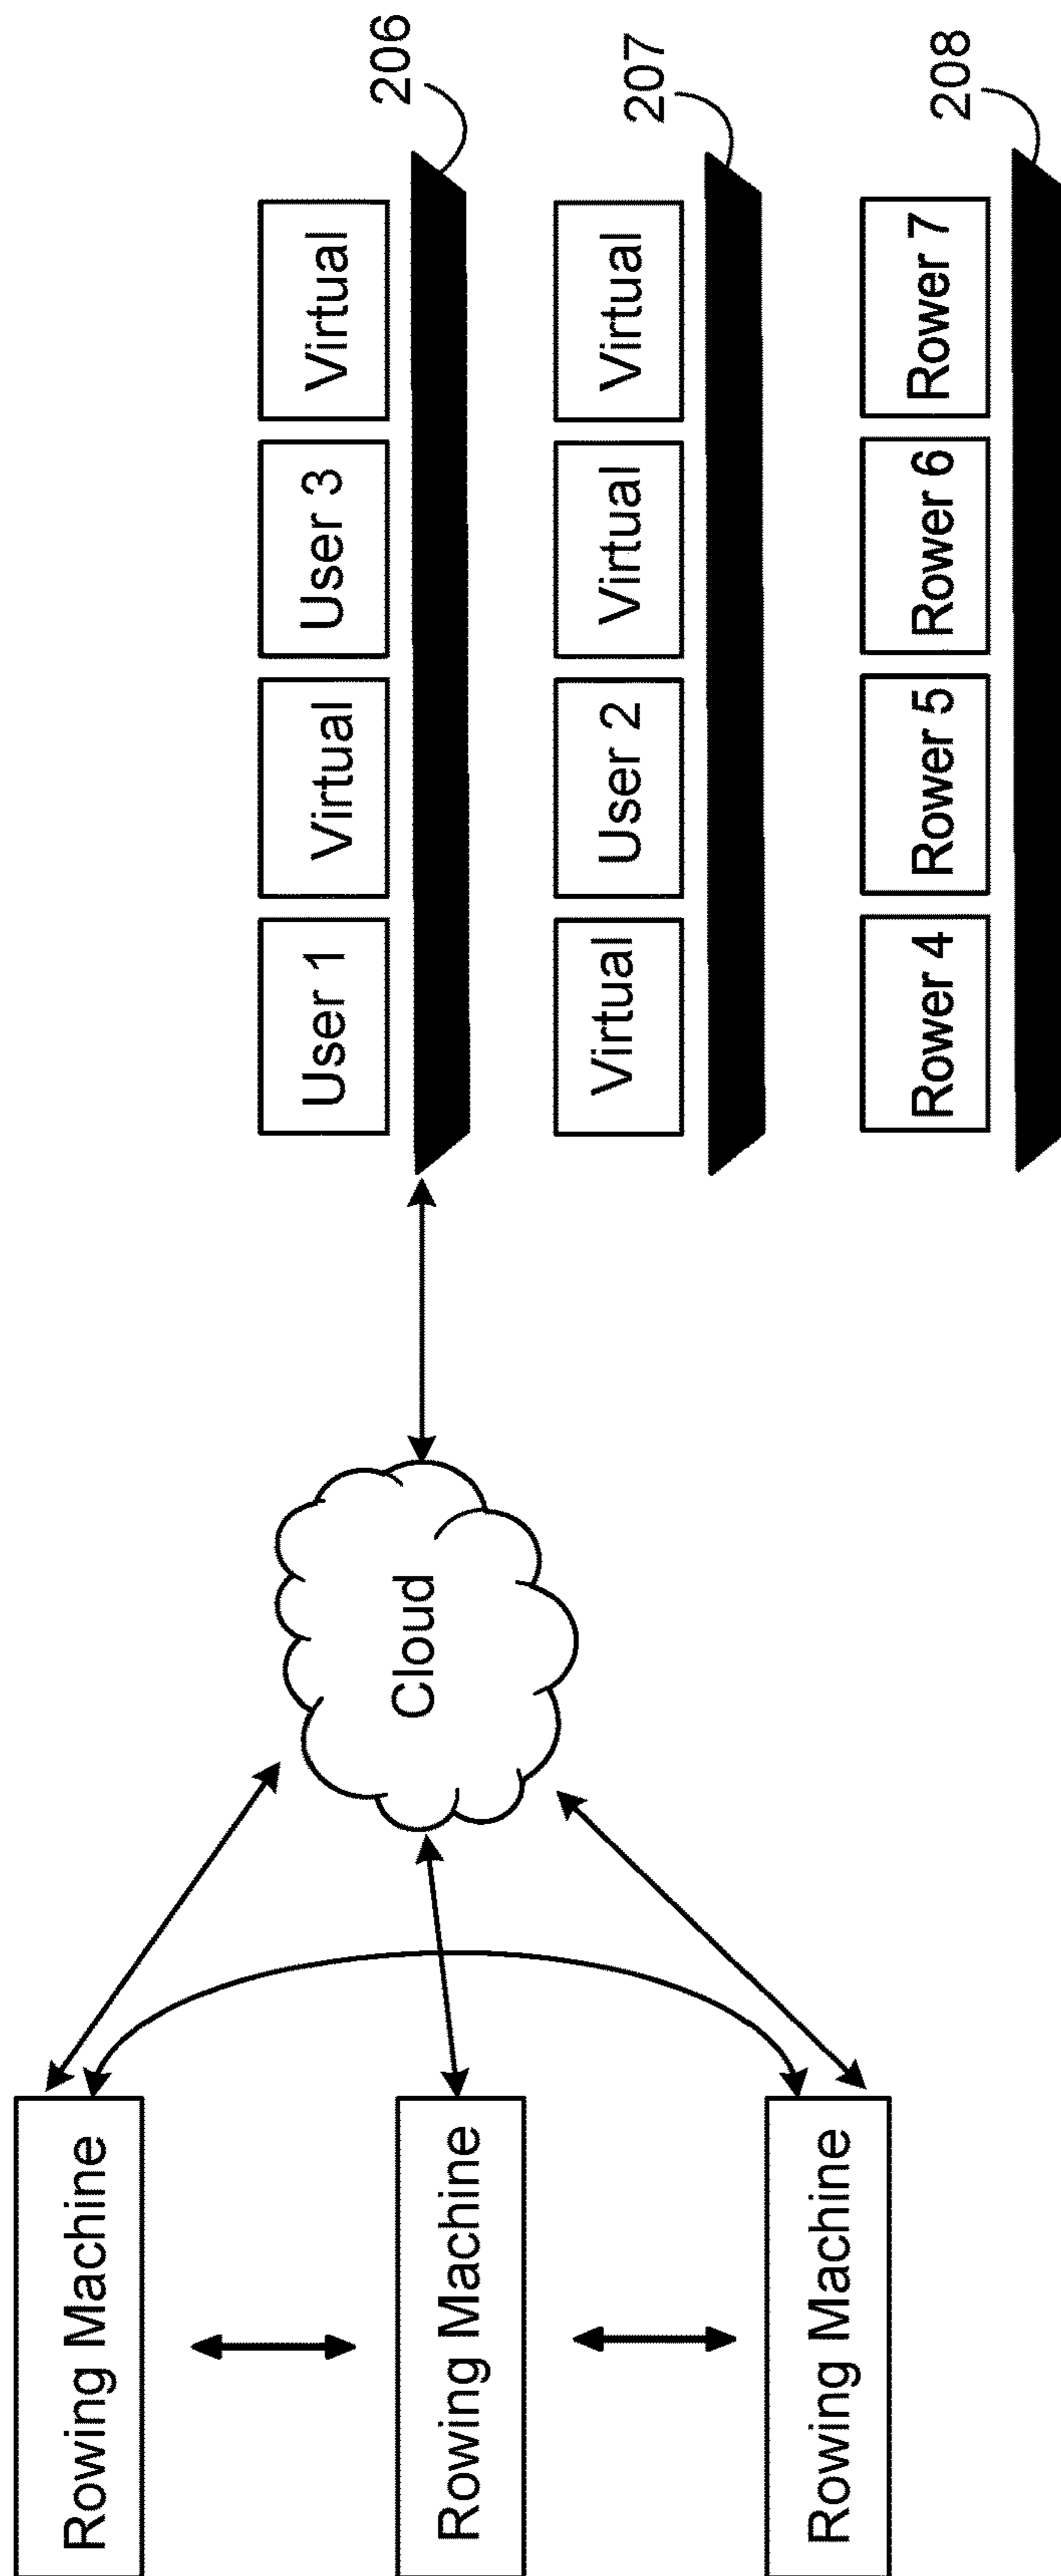 Rowing Machine
Rowing Machine
Rowing Machine
Cloud
User 1
Virtual
User 3
Virtual
206
Virtual
User 2
Virtual
Virtual
207
Rower 4
Rower 5
Rower 6
Rower 7
208